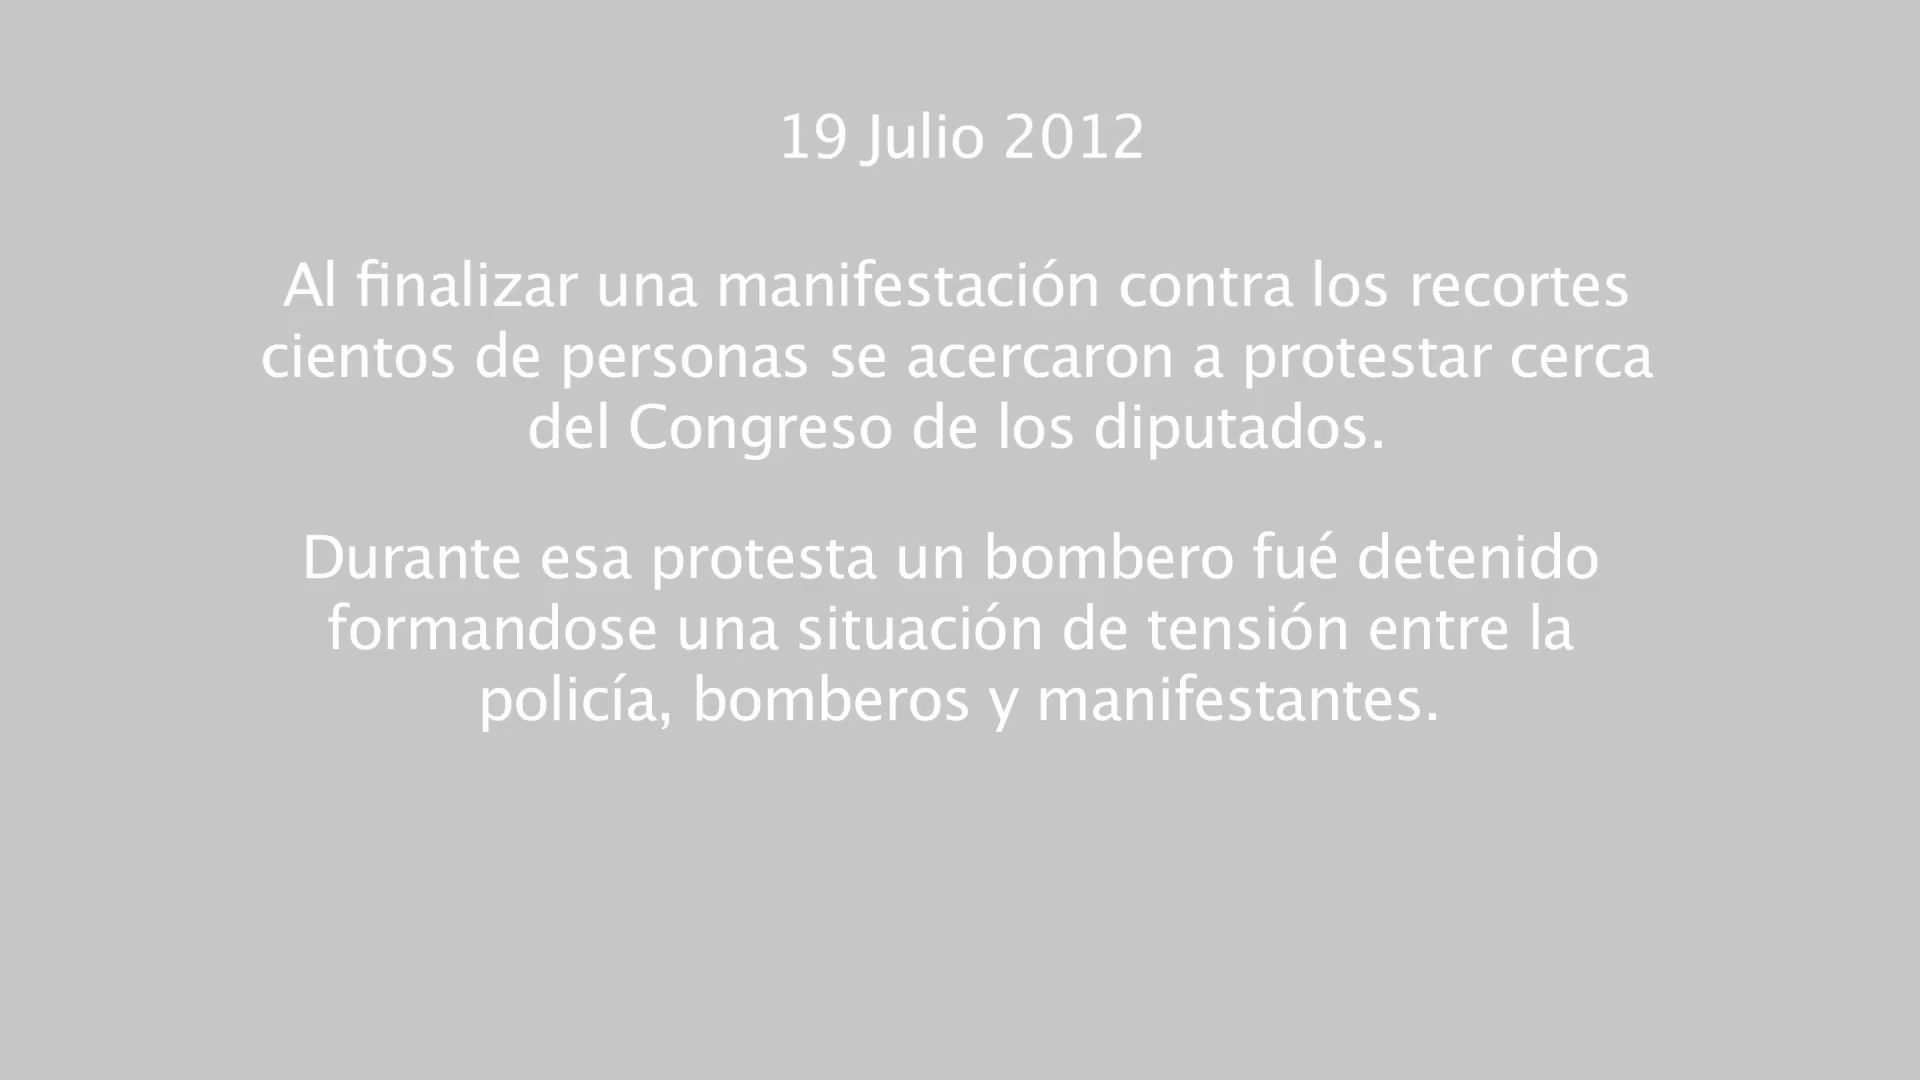 19 Julio 2012
Al finalizar una manifestación contra los recortes
cientos de personas se acercaron a protestar cerca
del Congreso de los diputados.
Durante esa protesta un bombero fué detenido
formandose una situación de tensión entre la
policía, bomberos y manifestantes.